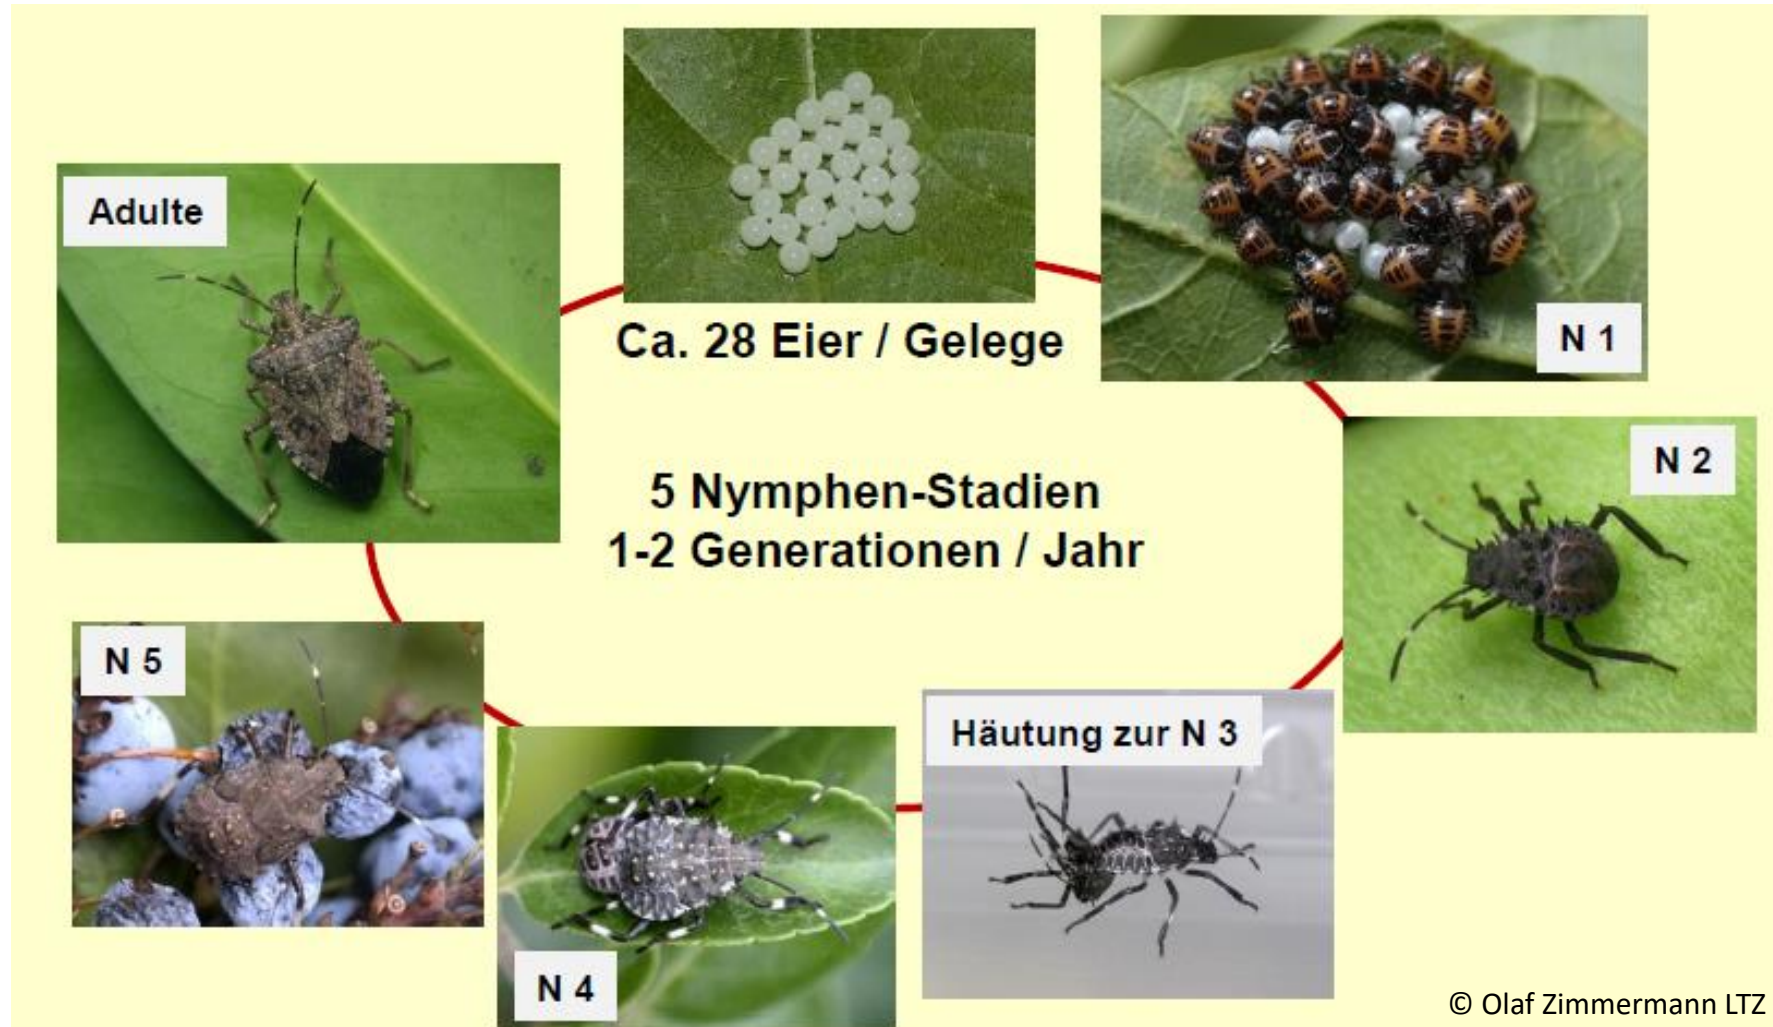 Adulte
Ca. 28 Eier / Gelege
N 1
N 2
5 Nymphen-Stadien
1-2 Generationen / Jahr
N 5
Häutung zur N 3
N 4
© Olaf Zimmermann LTZ